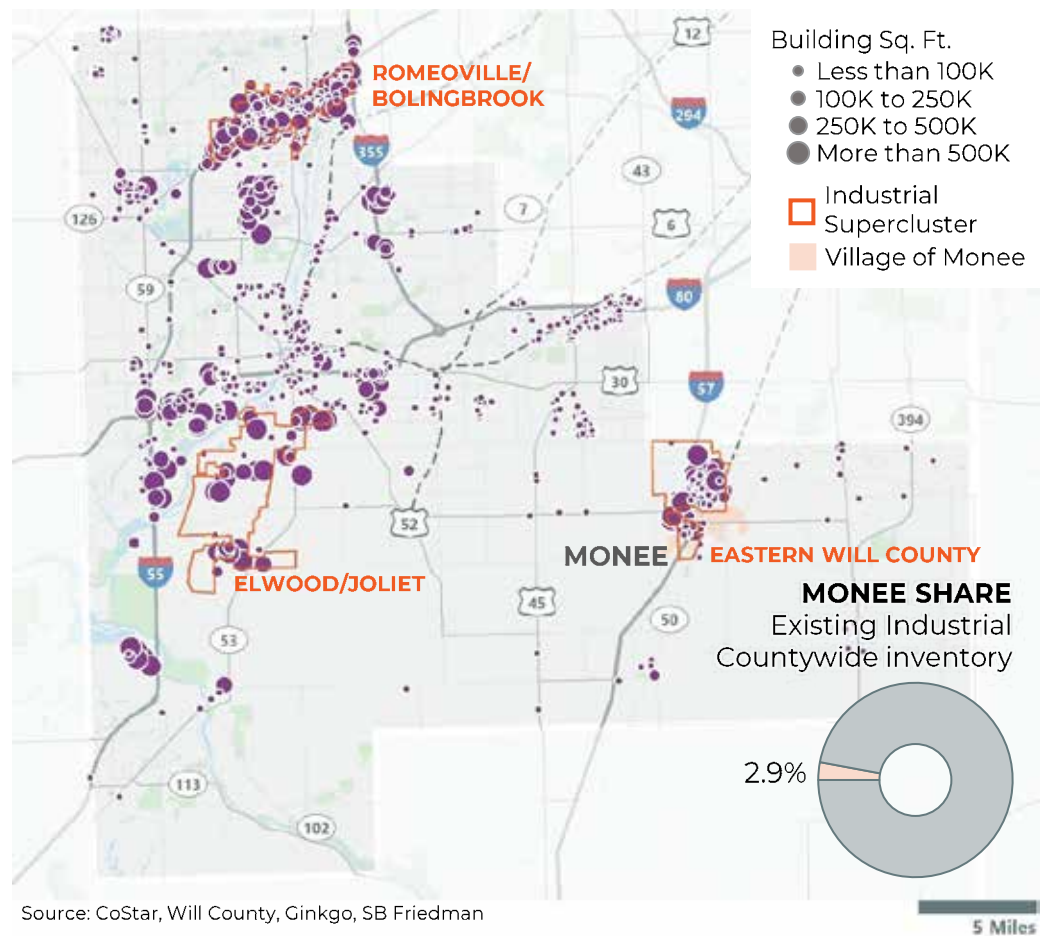 12
ROMEOVILLE/
BOLINGBROOK
294
355
43
126
7
6
59
80
30
57
394
52
MONEE
EASTERN WILL COUNTY
55
ELWOOD/JOLIET
45
53
50
113
102
Building Sq. Ft.
Less than 100K
100K to 250K
250K to 500K
More than 500K
Industrial
Supercluster
Village of Monee
MONEE SHARE
Existing Industrial
Countywide inventory
2.9%
Source: CoStar, Will County, Ginkgo, SB Friedman
5 Miles